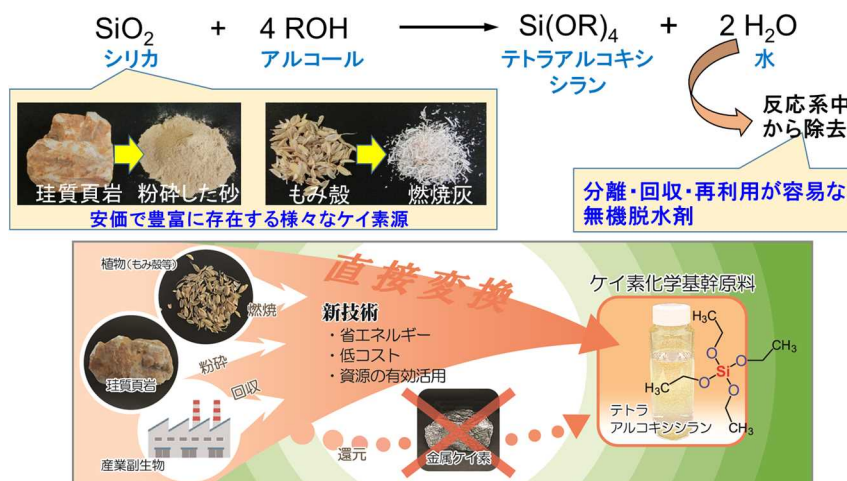 SiO₂ + 4 ROH Si(OR)₄ + 2 H₂O
シリカ アルコール テトラアルコキシ 水
シラン
反応系中
から除去
珪質頁岩 粉砕した砂 もみ殻 燃焼灰
安価で豊富に存在する様々なケイ素源
分離・回収・再利用が容易な
無機脱水剤
植物(もみ殻等)
燃焼
粉砕
珪質頁岩
回収
産業副生物
直接変換
新技術
・省エネルギー
・低コスト
・資源の有効活用
還元
金属ケイ素
ケイ素化学基幹原料
H₃C
CH₃
O
O
Si
O
O
H₃C
CH₃
テトラ
アルコキシシラン